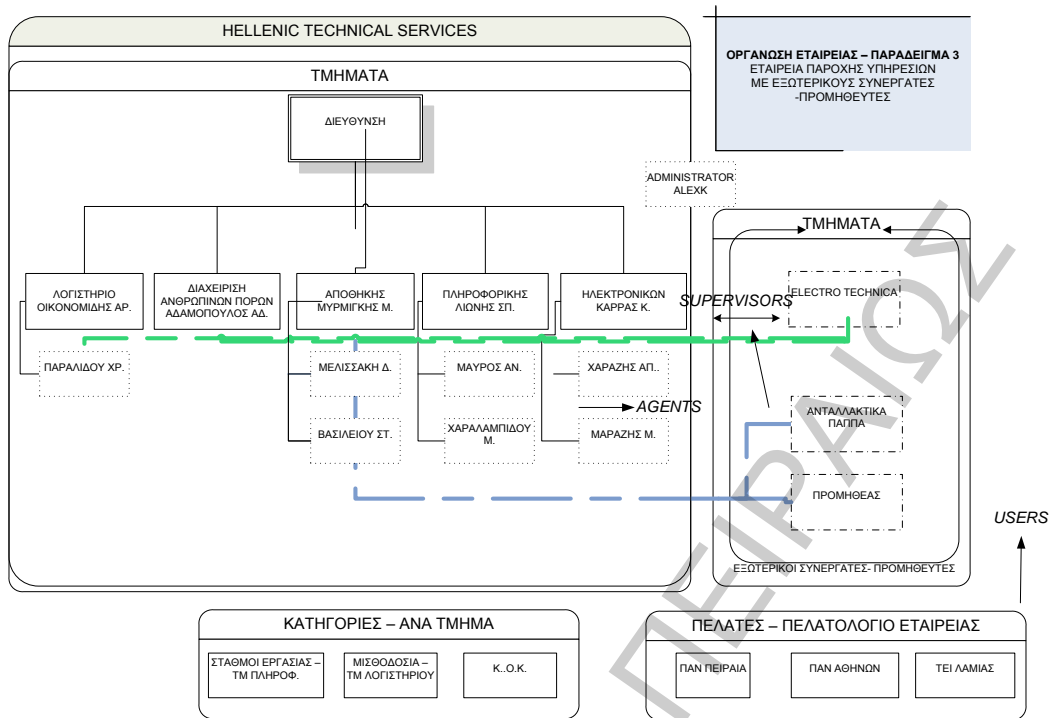 HELLENIC TECHNICAL SERVICES
ΤΜΗΜΑΤΑ
ΔΙΕΥΘΥΝΣΗ
ΟΡΓΑΝΩΣΗ ΕΤΑΙΡΕΙΑΣ – ΠΑΡΑΔΕΙΓΜΑ 3
ΕΤΑΙΡΕΙΑ ΠΑΡΟΧΗΣ ΥΠΗΡΕΣΙΩΝ
ΜΕ ΕΞΩΤΕΡΙΚΟΥΣ ΣΥΝΕΡΓΑΤΕΣ
-ΠΡΟΜΗΘΕΥΤΕΣ
ADMINISTRATOR
ALEXK
ΛΟΓΙΣΤΗΡΙΟ
ΟΙΚΟΝΟΜΙΔΗΣ ΑΡ.
ΔΙΑΧΕΙΡΙΣΗ
ΑΝΘΡΩΠΙΝΩΝ ΠΟΡΩΝ
ΑΔΑΜΟΠΟΥΛΟΣ ΑΔ.
ΑΠΟΘΗΚΗΣ
ΜΥΡΜΙΓΚΗΣ Μ.
ΠΛΗΡΟΦΟΡΙΚΗΣ
ΛΙΩΝΗΣ ΣΠ.
ΗΛΕΚΤΡΟΝΙΚΩΝ
ΚΑΡΡΑΣ Κ.
ΠΑΡΑΛΙΔΟΥ ΧΡ.
ΜΕΛΙΣΣΑΚΗ Δ.
ΜΑΥΡΟΣ ΑΝ.
ΧΑΡΑΖΗΣ ΑΠ..
ΒΑΣΙΛΕΙΟΥ ΣΤ.
ΧΑΡΑΛΑΜΠΙΔΟΥ
Μ.
ΜΑΡΑΖΗΣ Μ.
AGENTS
SUPERVISORS
ΤΜΗΜΑΤΑ
ELECTRO TECHNICA
ΑΝΤΑΛΛΑΚΤΙΚΑ
ΠΑΠΠΑ
ΠΡΟΜΗΘΕΑΣ
ΕΞΩΤΕΡΙΚΟΙ ΣΥΝΕΡΓΑΤΕΣ- ΠΡΟΜΗΘΕΥΤΕΣ
USERS
ΚΑΤΗΓΟΡΙΕΣ – ΑΝΑ ΤΜΗΜΑ
ΣΤΑΘΜΟΙ ΕΡΓΑΣΙΑΣ –
ΤΜ ΠΛΗΡΟΦ.
ΜΙΣΘΟΔΟΣΙΑ –
ΤΜ ΛΟΓΙΣΤΗΡΙΟΥ
Κ..Ο.Κ.
ΠΕΛΑΤΕΣ – ΠΕΛΑΤΟΛΟΓΙΟ ΕΤΑΙΡΕΙΑΣ
ΠΑΝ ΠΕΙΡΑΙΑ
ΠΑΝ ΑΘΗΝΩΝ
ΤΕΙ ΛΑΜΙΑΣ
ΠΕΙΡΑΙΩΣ